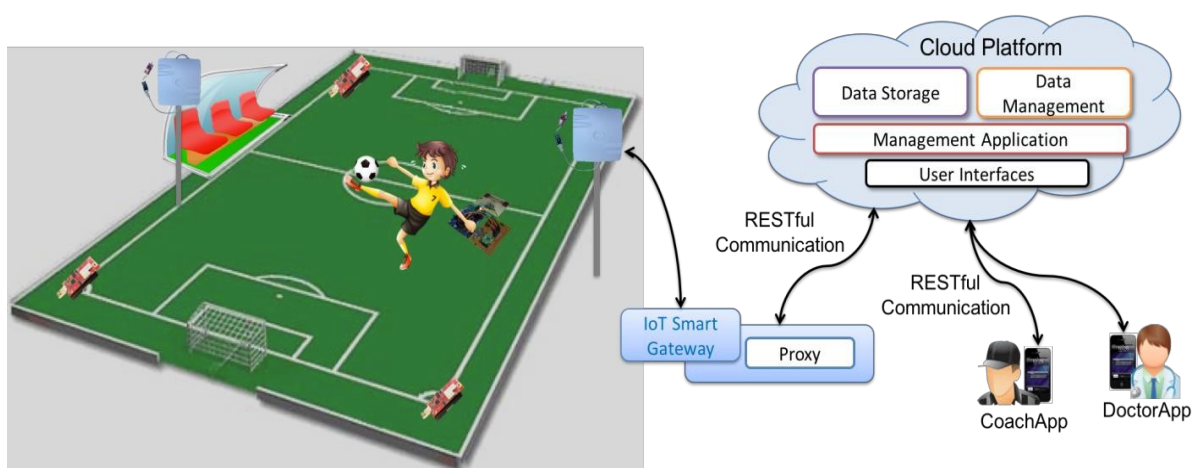 Cloud Platform
Data Storage
Data
Management
Management Application
User Interfaces
RESTful
Communication
RESTful
Communication
IoT Smart
Gateway
Proxy
7
CoachApp
DoctorApp